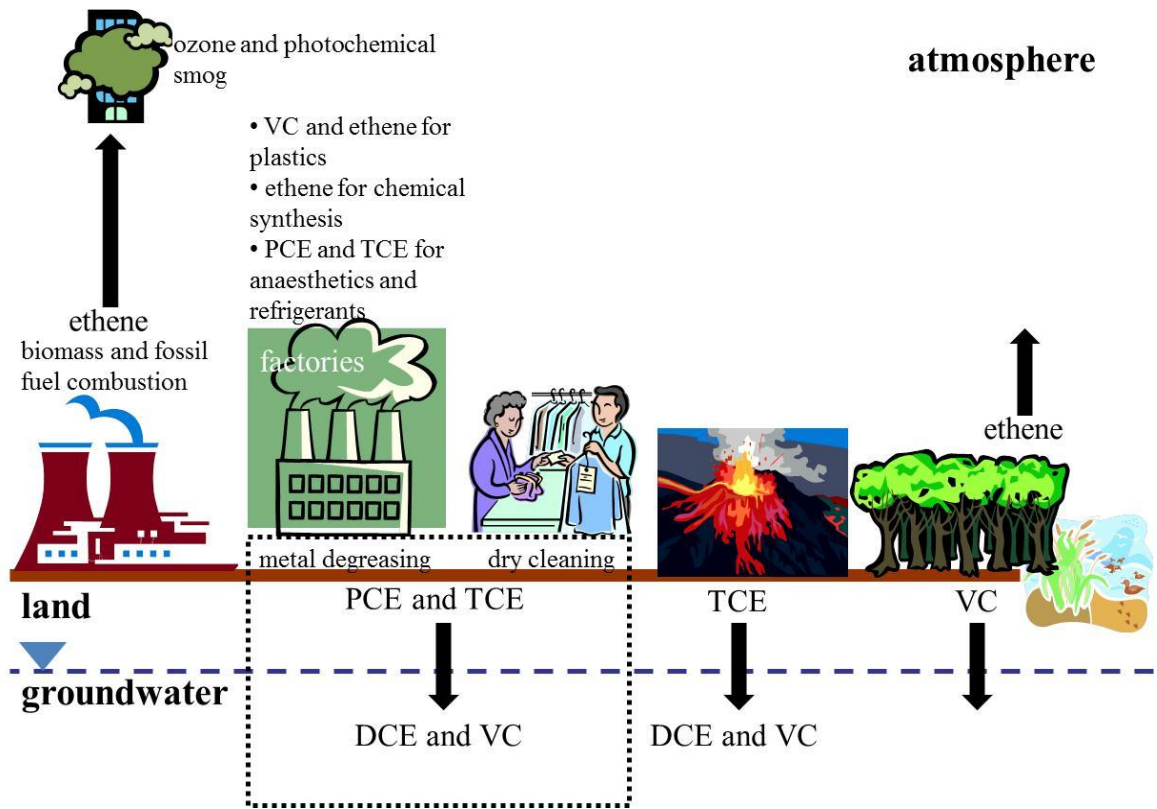 ozone and photochemical
smog
atmosphere
• VC and ethene for
plastics
• ethene for chemical
synthesis
• PCE and TCE for
anaesthetics and
refrigerants
ethene
biomass and fossil
fuel combustion
factories
ethene
metal degreasing
dry cleaning
land
PCE and TCE
TCE
VC
groundwater
DCE and VC
DCE and VC